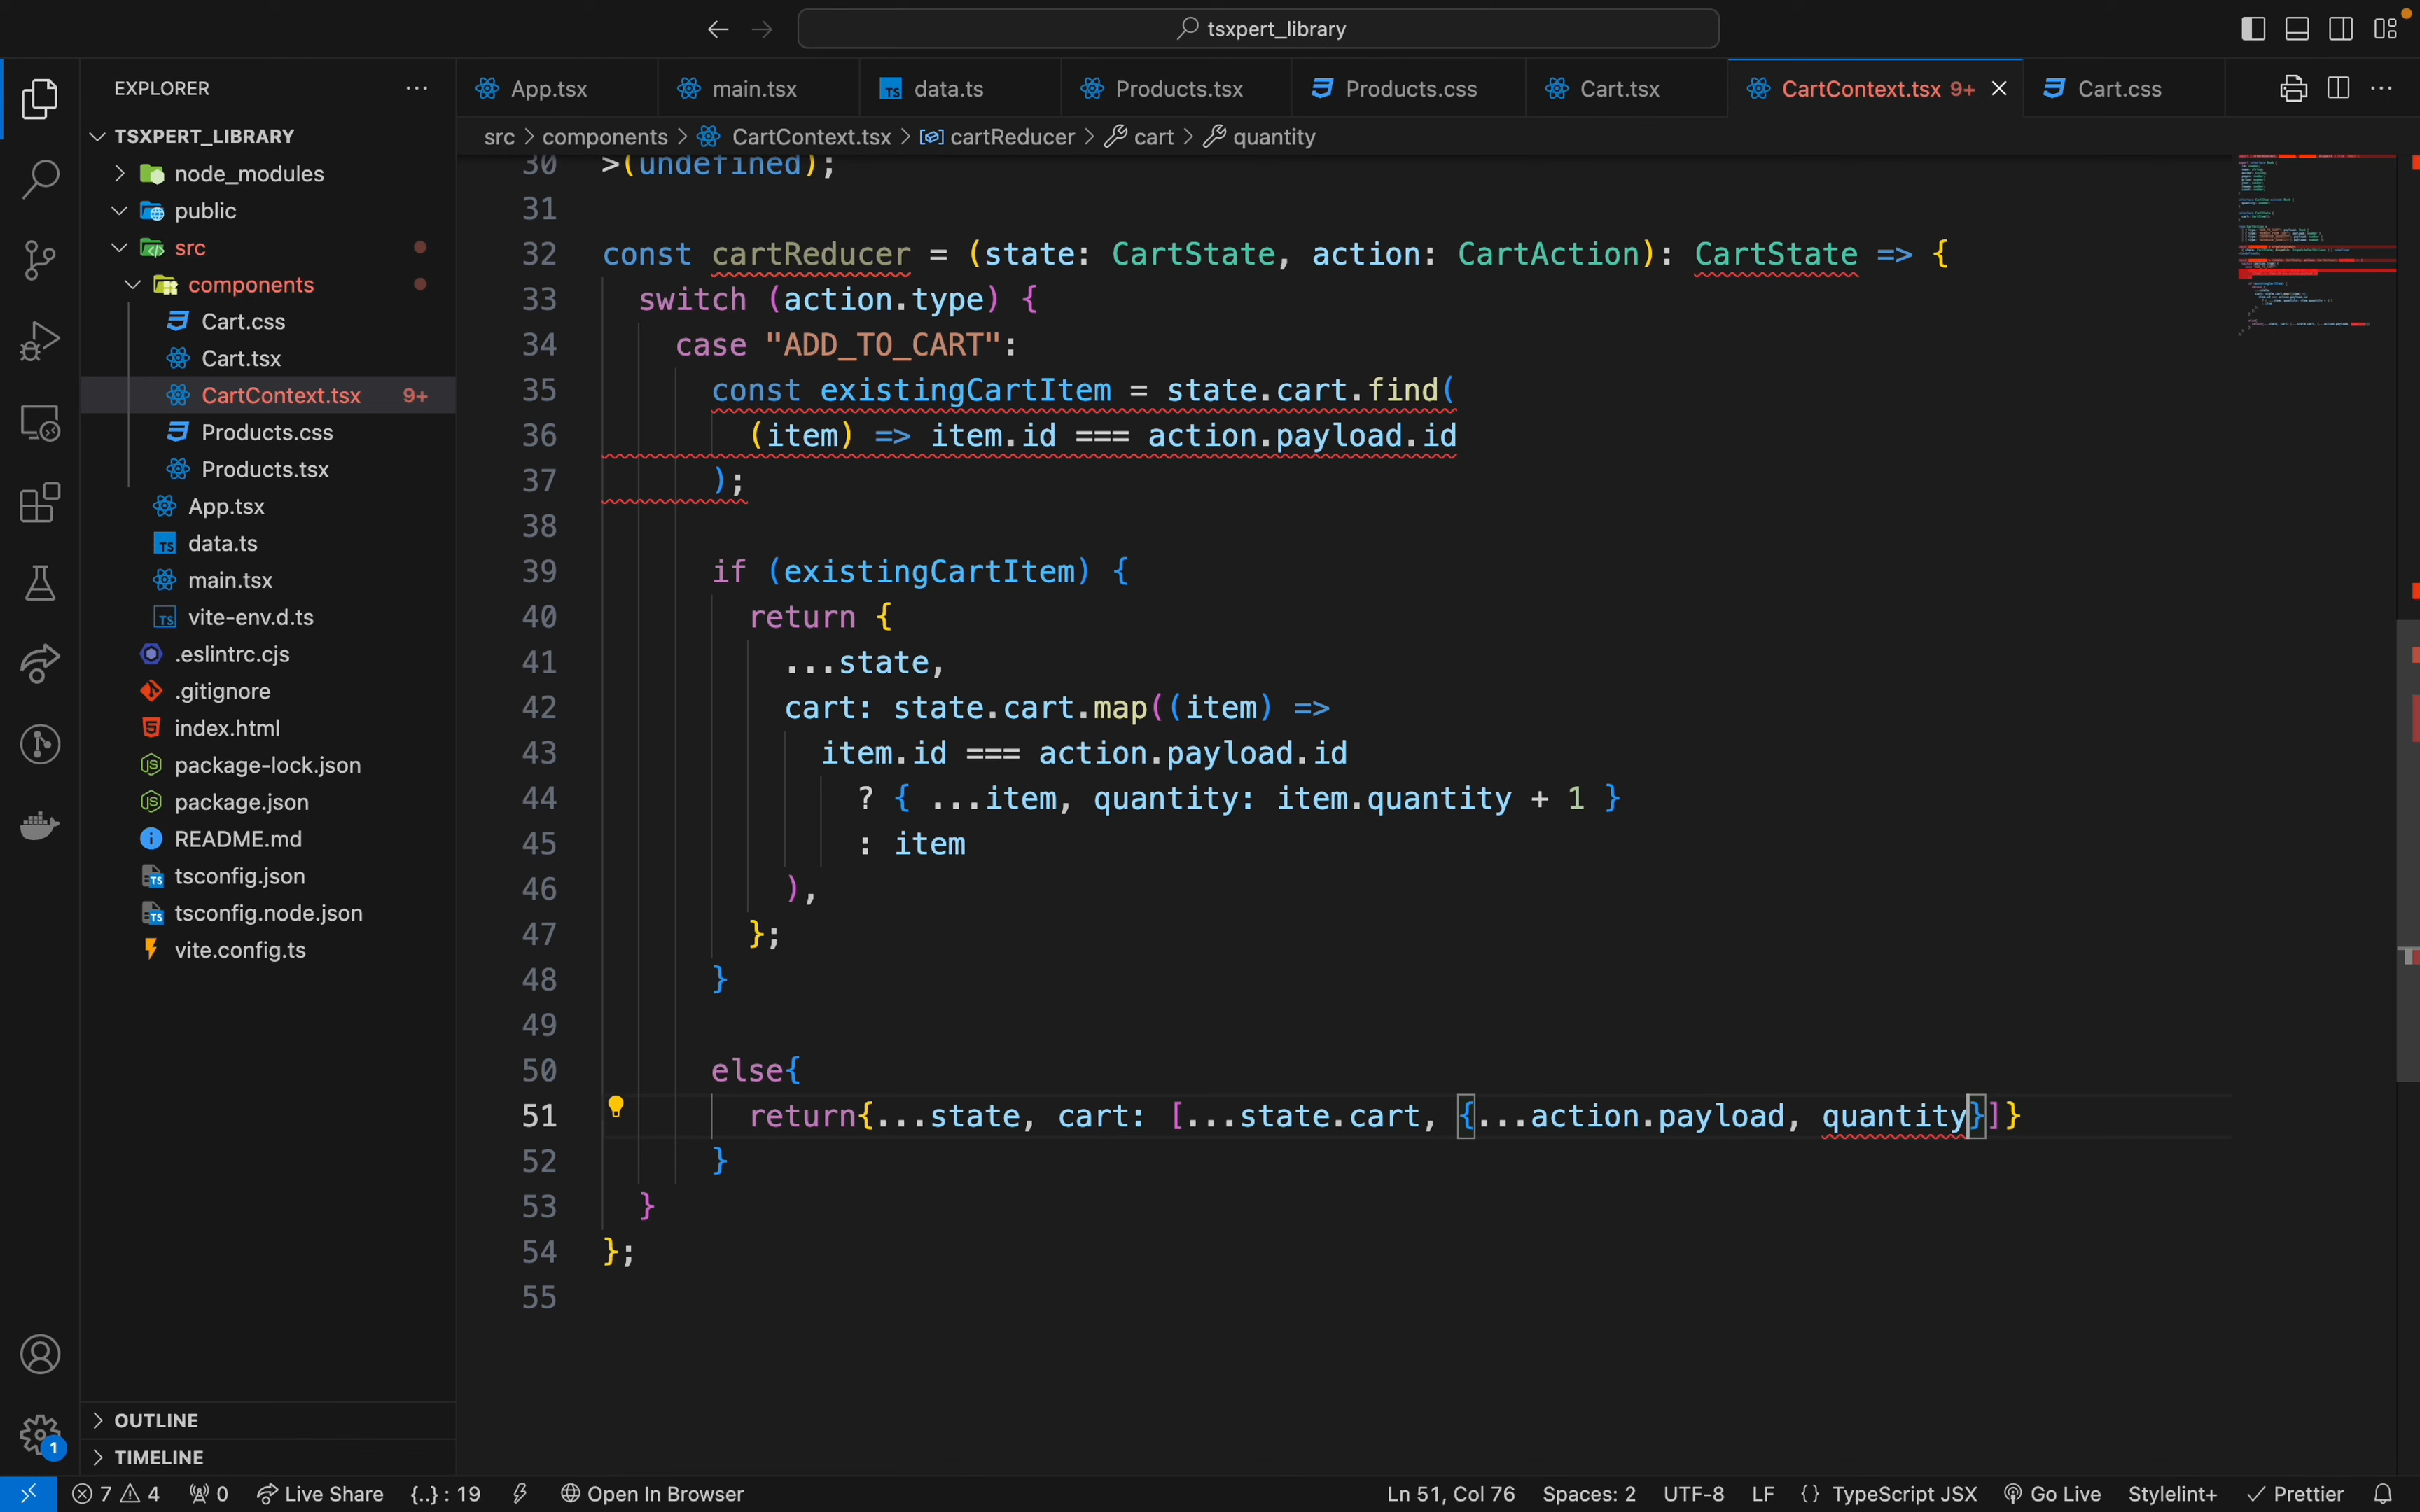 tsxpert_library
EXPLORER
TSXPERT_LIBRARY
node_modules
public
src
components
Cart.css
Cart.tsx
CartContext.tsx 9+
Products.css
Products.tsx
App.tsx
data.ts
main.tsx
vite-env.d.ts
.eslintrc.cjs
.gitignore
index.html
package-lock.json
package.json
README.md
tsconfig.json
tsconfig.node.json
vite.config.ts
OUTLINE
TIMELINE
1
App.tsx main.tsx data.ts Products.tsx Products.css Cart.tsx CartContext.tsx 9+ Cart.css
src > components > CartContext.tsx > cartReducer > cart > quantity
30 >(undefined);
31
32 const cartReducer = (state: CartState, action: CartAction): CartState => {
33 switch (action.type) {
34 case "ADD_TO_CART":
35 const existingCartItem = state.cart.find(
36 (item) => item.id === action.payload.id
37 );
38
39 if (existingCartItem) {
40 return {
41 ...state,
42 cart: state.cart.map((item) =>
43 item.id === action.payload.id
44 ? { ...item, quantity: item.quantity + 1 }
45 : item
46 ),
47 };
48 }
49
50 else{
51 return{...state, cart: [...state.cart, {...action.payload, quantity}]}
52 }
53 }
54 };
55
7 4 0 Live Share {..} : 19 Open In Browser Ln 51, Col 76 Spaces: 2 UTF-8 LF {} TypeScript JSX Go Live Stylelint+ Prettier